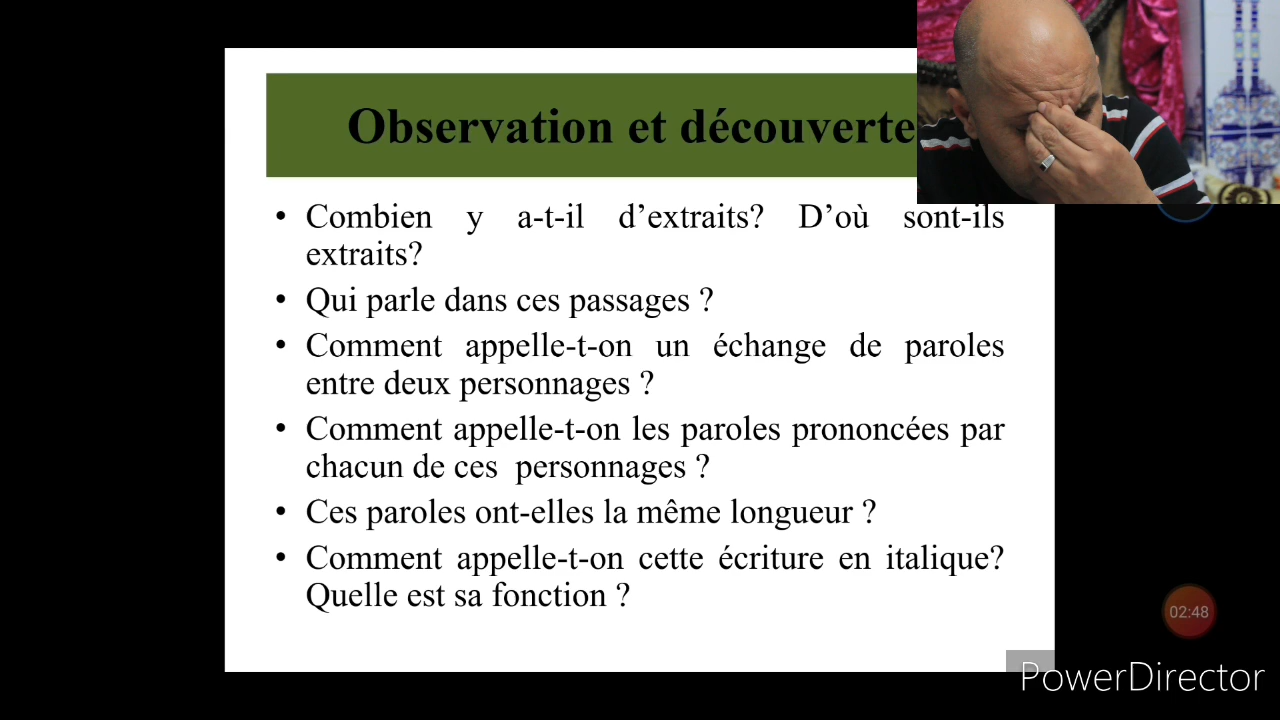 Observation et découverte
• Combien y a-t-il d’extraits? D’où sont-ils
extraits?
• Qui parle dans ces passages ?
• Comment appelle-t-on un échange de paroles
entre deux personnages ?
• Comment appelle-t-on les paroles prononcées par
chacun de ces personnages ?
• Ces paroles ont-elles la même longueur ?
• Comment appelle-t-on cette écriture en italique?
Quelle est sa fonction ?
02:48
PowerDirector